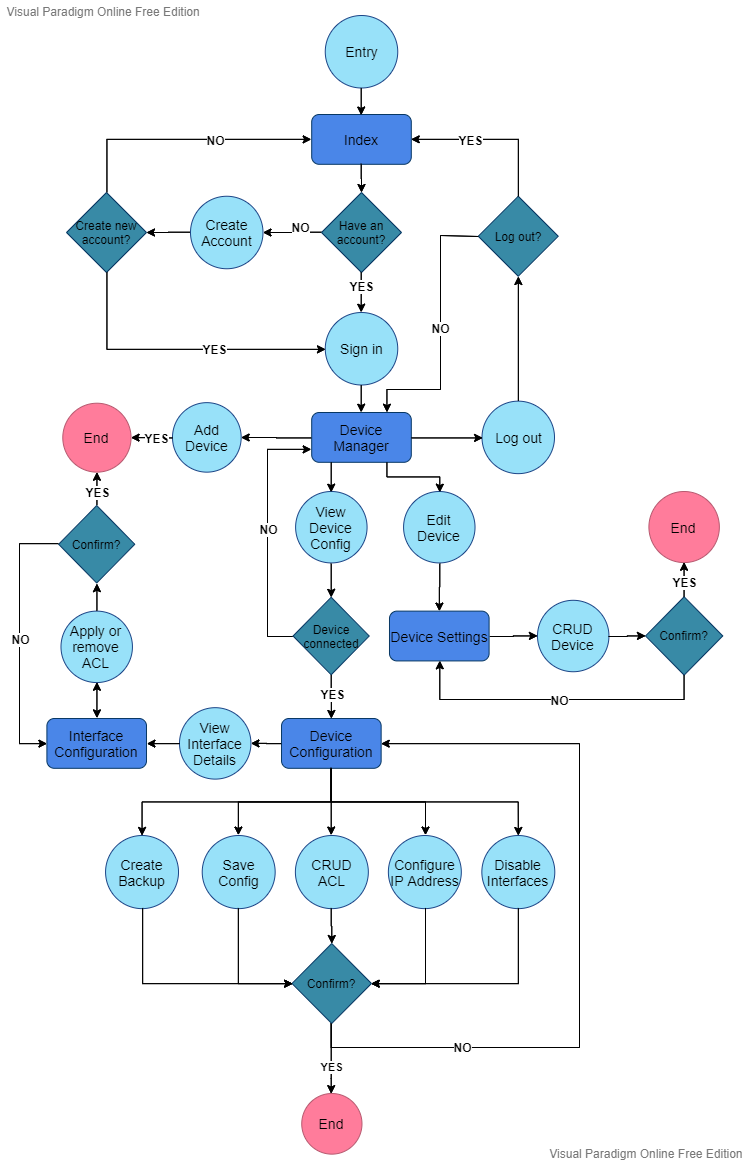 Visual Paradigm Online Free Edition
Entry
Index
NO
YES
Create new
account?
Create
Account
NO
Have an
account?
Log out?
YES
NO
YES
Sign in
End
YES
Add
Device
Device
Manager
Log out
YES
NO
View
Device
Config
Edit
Device
End
Confirm?
YES
NO
Apply or
remove
ACL
Device
connected
Device Settings
CRUD
Device
Confirm?
YES
NO
Interface
Configuration
View
Interface
Details
Device
Configuration
Create
Backup
Save
Config
CRUD
ACL
Configure
IP Address
Disable
Interfaces
Confirm?
NO
YES
End
Visual Paradigm Online Free Edition